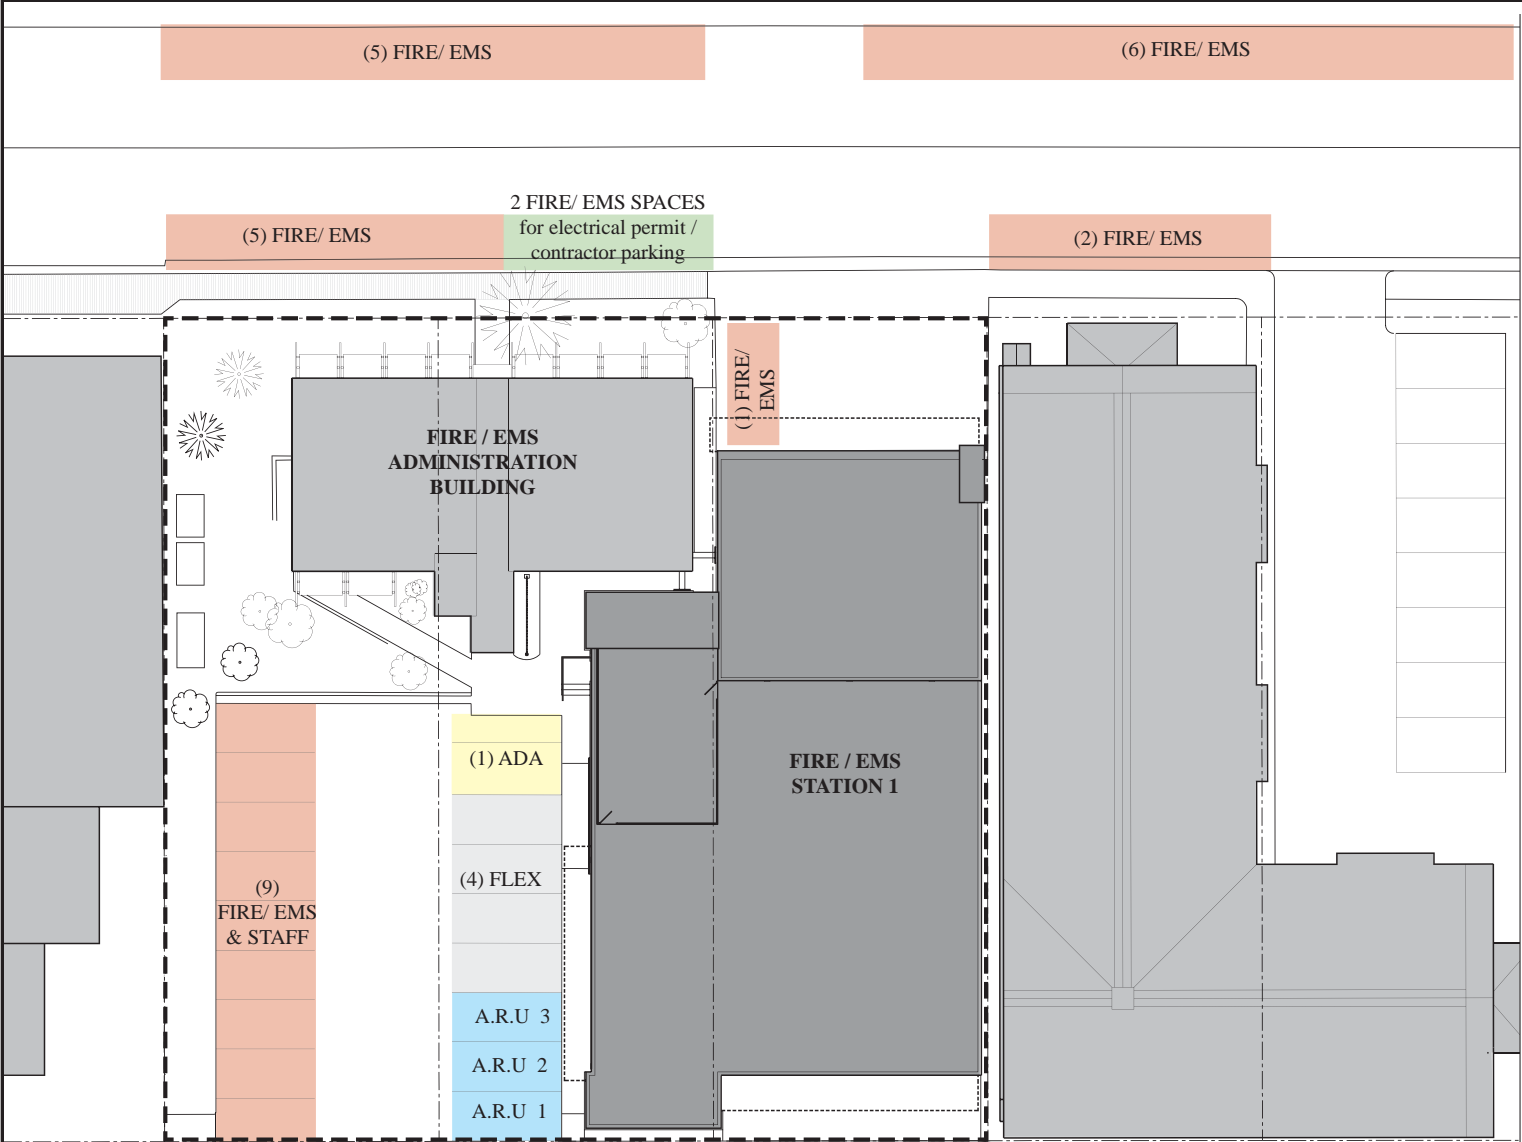 (5) FIRE/ EMS
(6) FIRE/ EMS
2 FIRE/ EMS SPACES
for electrical permit /
contractor parking
(5) FIRE/ EMS
(2) FIRE/ EMS
(1) FIRE/
EMS
FIRE / EMS
ADMINISTRATION
BUILDING
(1) ADA
FIRE / EMS
STATION 1
(4) FLEX
(9)
FIRE/ EMS
& STAFF
A.R.U 3
A.R.U 2
A.R.U 1